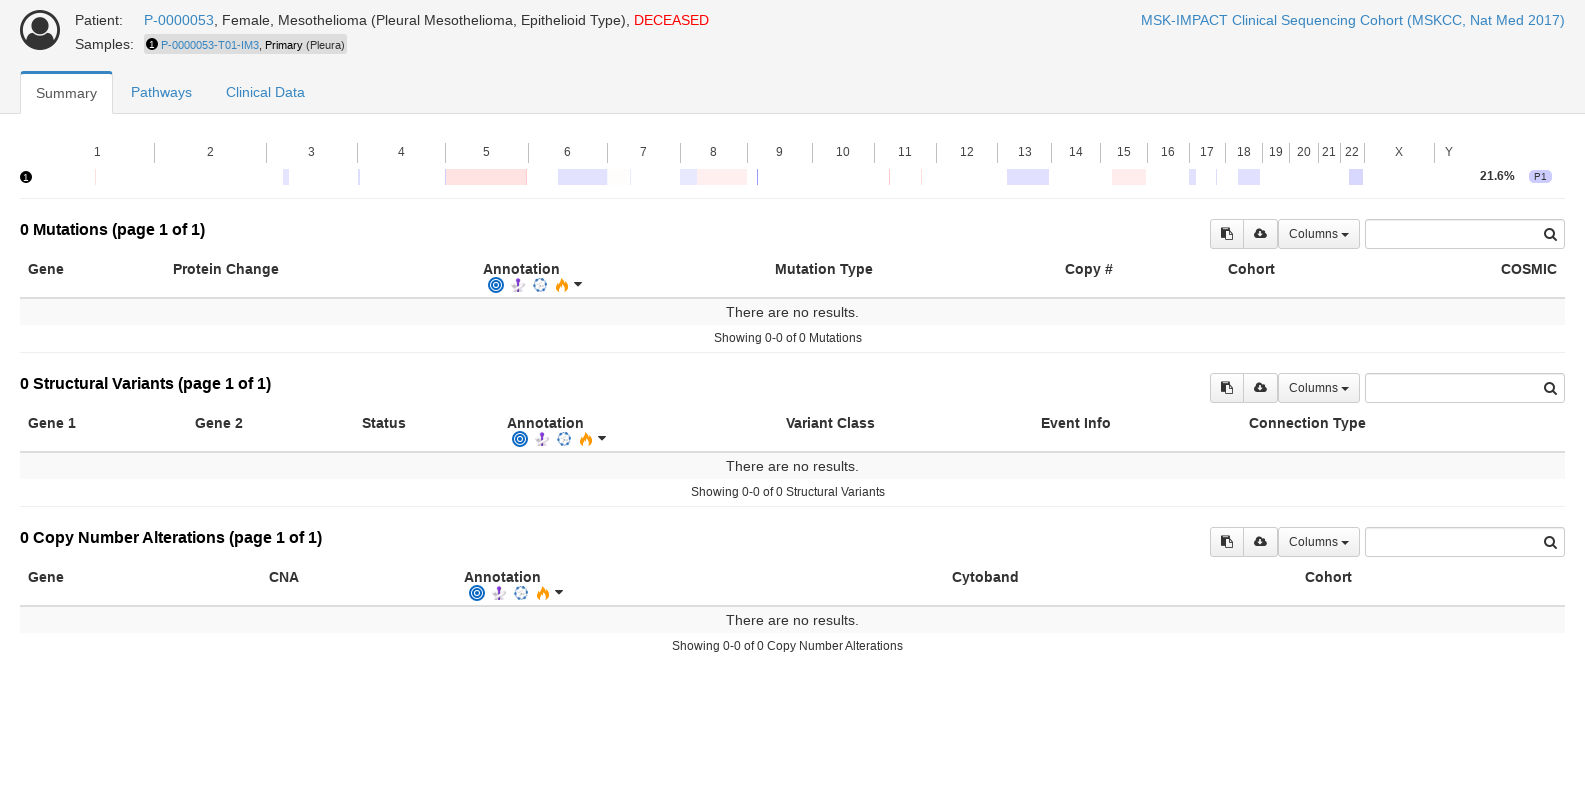 Patient: P-0000053, Female, Mesothelioma (Pleural Mesothelioma, Epithelioid Type), DECEASED
MSK-IMPACT Clinical Sequencing Cohort (MSKCC, Nat Med 2017)
Samples: 1 P-0000053-T01-IM3, Primary (Pleura)
Summary Pathways Clinical Data
1 2 3 4 5 6 7 8 9 10 11 12 13 14 15 16 17 18 19 20 21 22 X Y
1 21.6% P1
0 Mutations (page 1 of 1) Columns
Gene Protein Change Annotation Mutation Type Copy # Cohort COSMIC
There are no results.
Showing 0-0 of 0 Mutations
0 Structural Variants (page 1 of 1) Columns
Gene 1 Gene 2 Status Annotation Variant Class Event Info Connection Type
There are no results.
Showing 0-0 of 0 Structural Variants
0 Copy Number Alterations (page 1 of 1) Columns
Gene CNA Annotation Cytoband Cohort
There are no results.
Showing 0-0 of 0 Copy Number Alterations